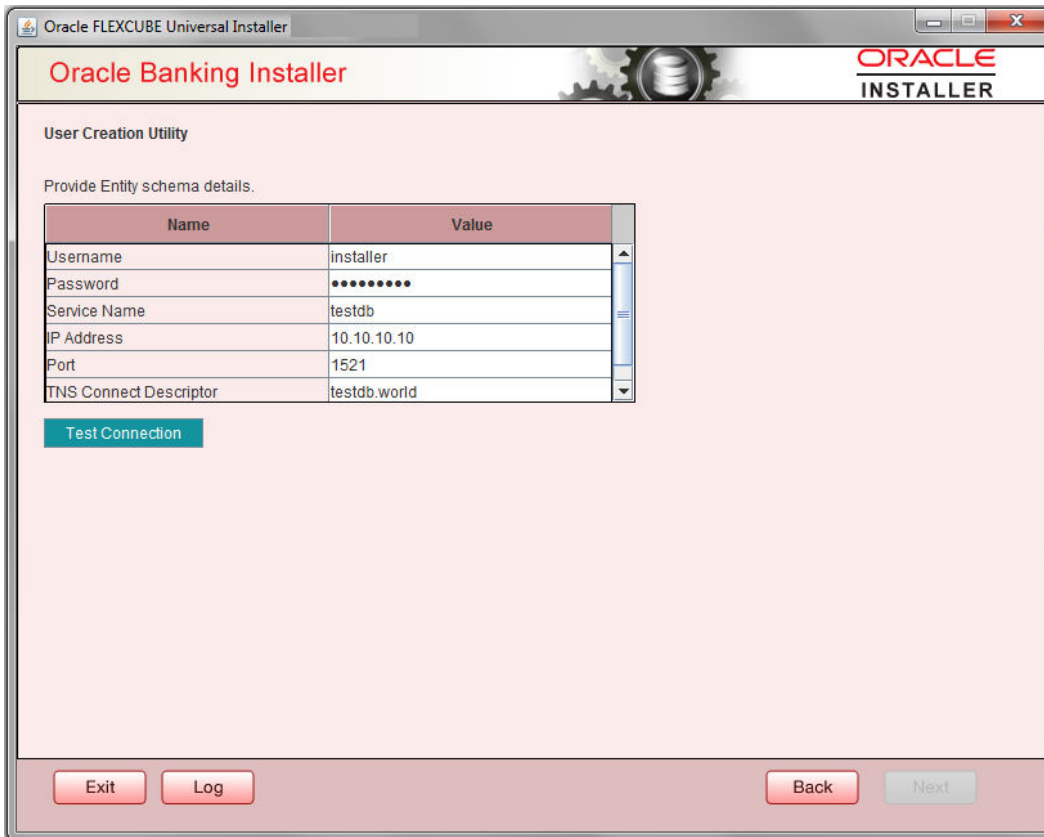 Oracle FLEXCUBE Universal Installer
Oracle Banking Installer
ORACLE
INSTALLER
User Creation Utility
Provide Entity schema details.
Name Value
Username installer
Password •••••••••
Service Name testdb
IP Address 10.10.10.10
Port 1521
TNS Connect Descriptor testdb.world
Test Connection
Exit Log Back Next